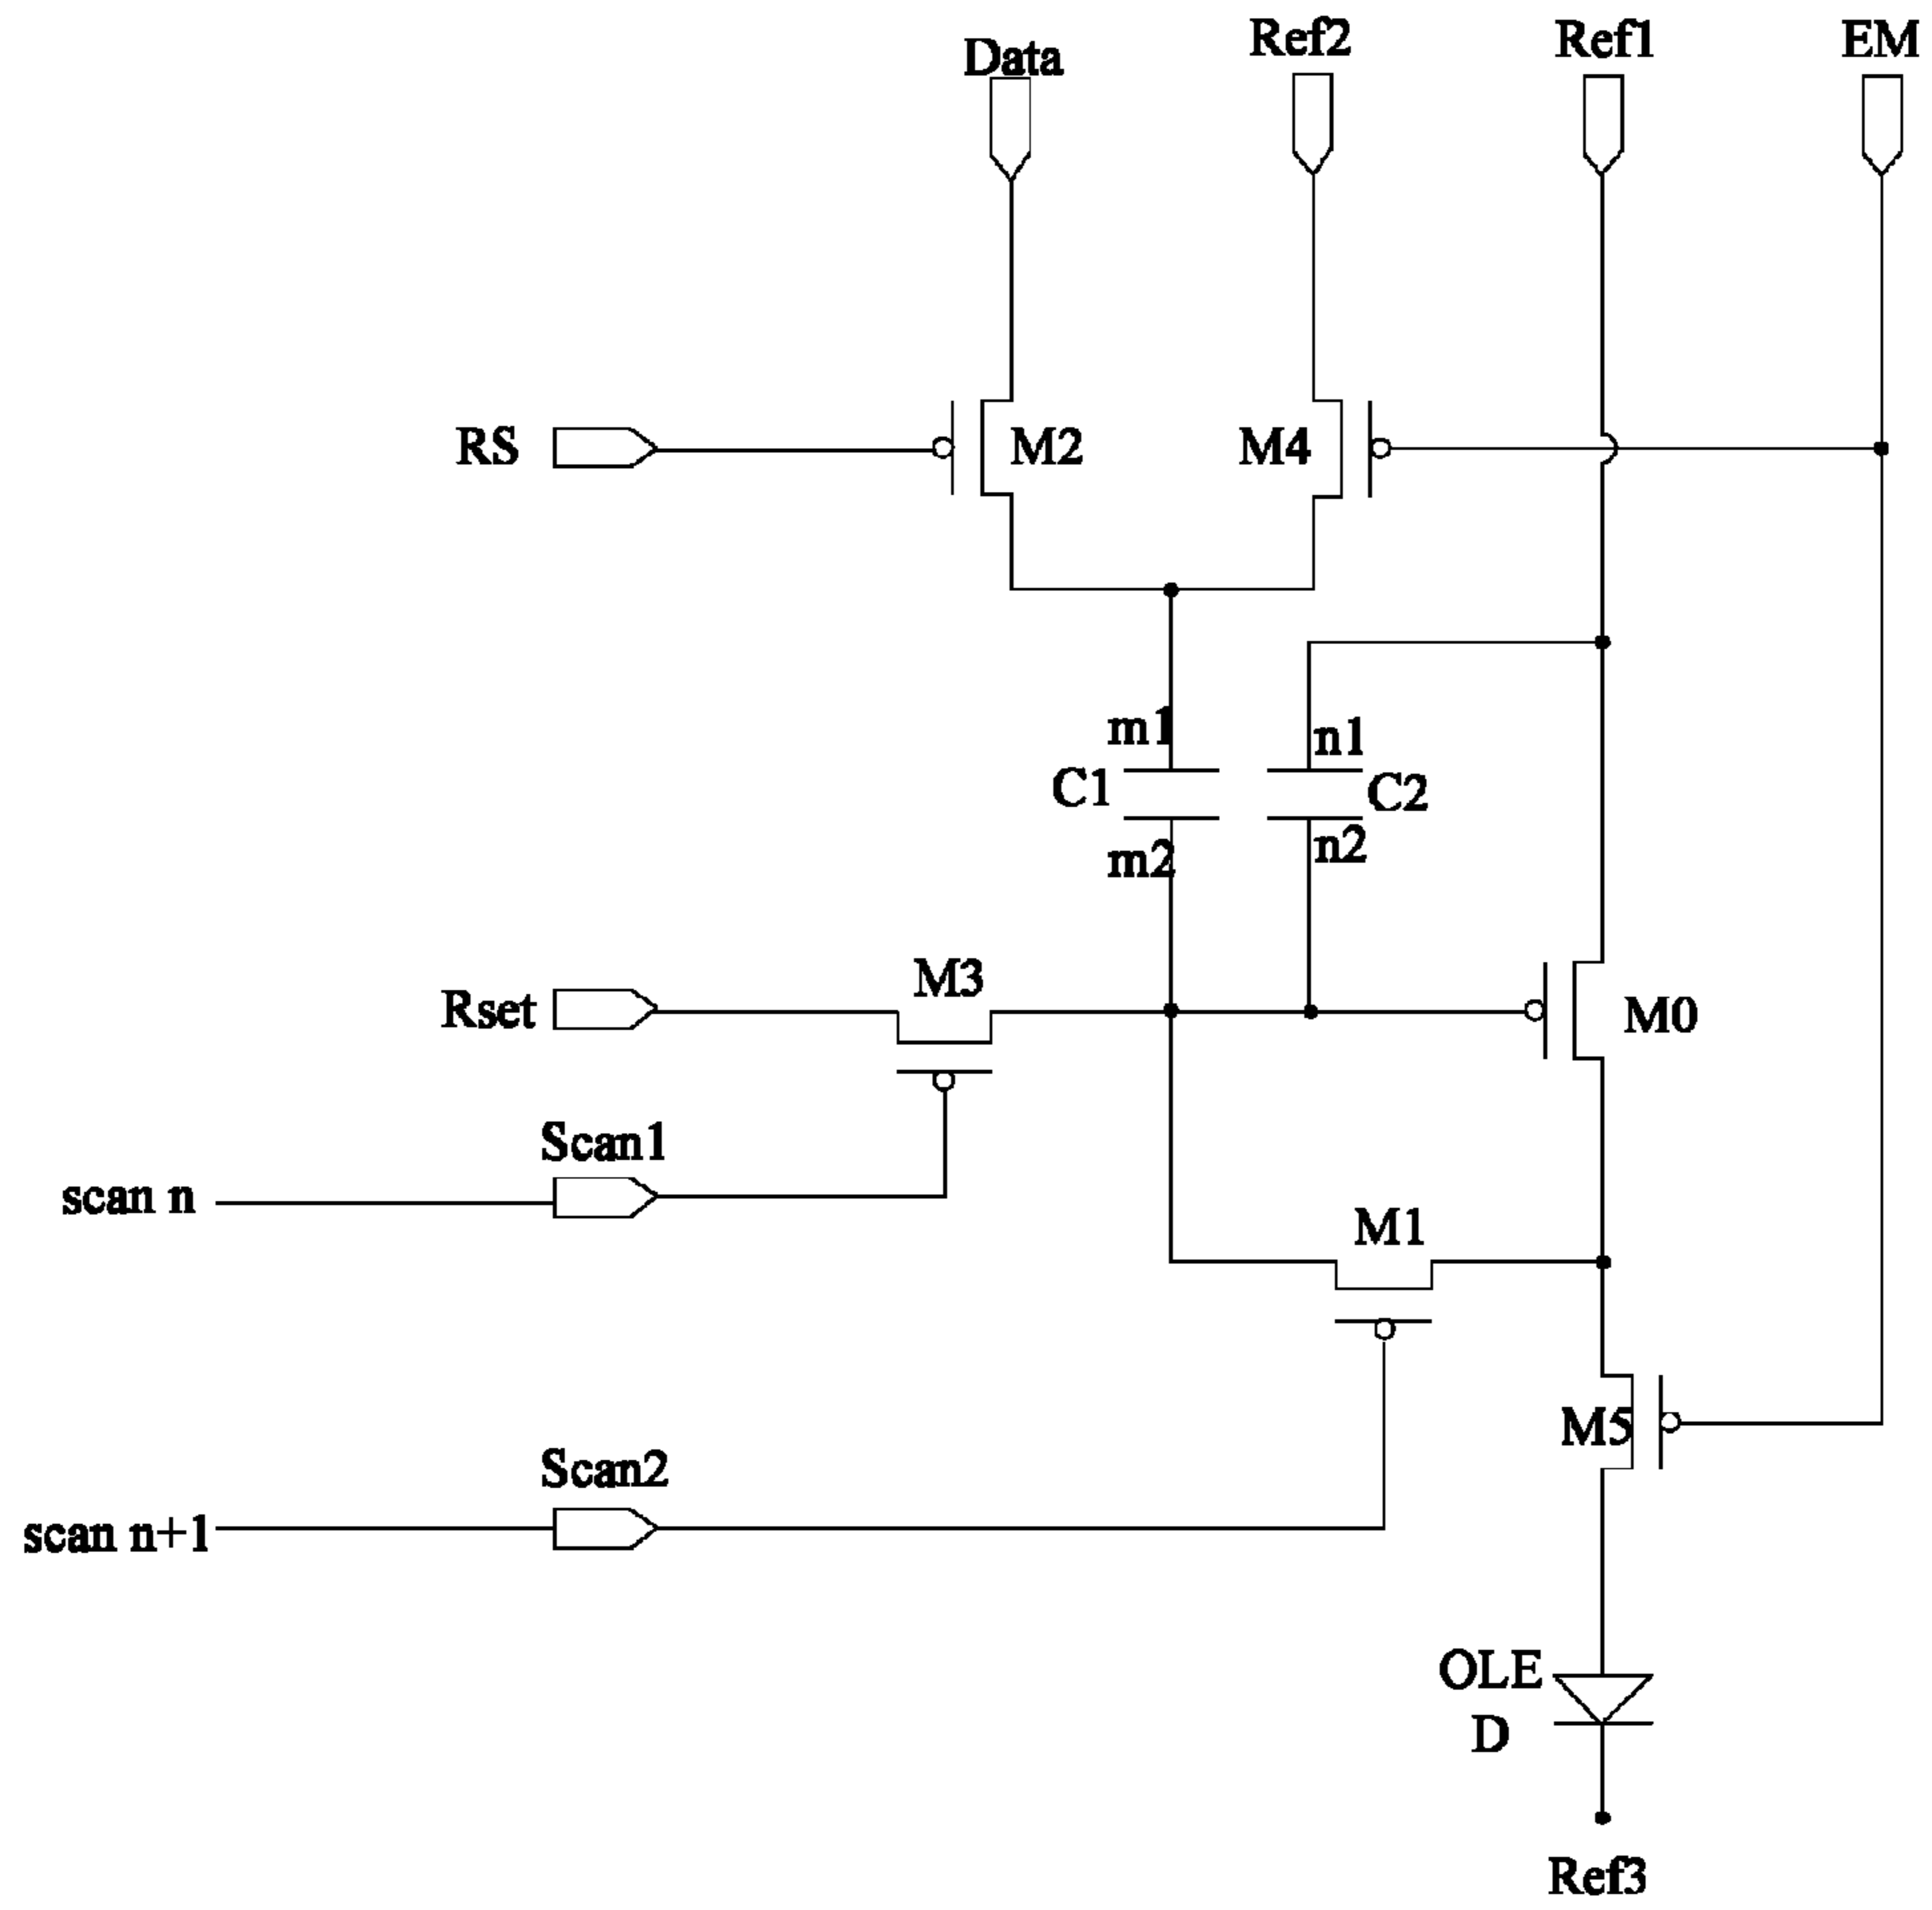 Data
Ref2
Ref1
EM
RS
M2
M4
m1
n1
C1
C2
m2
n2
M3
Rset
M0
Scan1
scan n
M1
M5
Scan2
scan n+1
OLE
D
Ref3